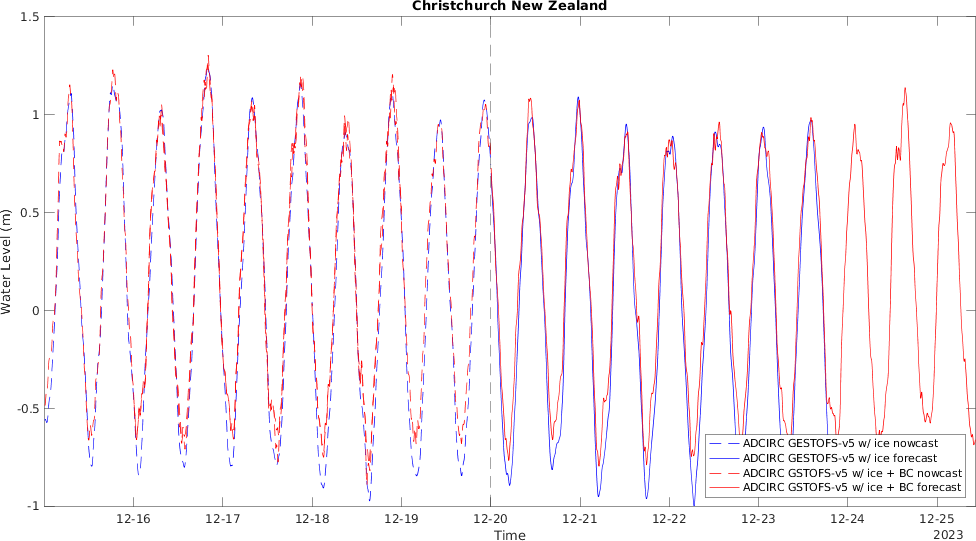 Christchurch New Zealand
1.5
1
0.5
0
-0.5
-1
Water Level (m)
ADCIRC GESTOFS-v5 w/ ice nowcast
ADCIRC GESTOFS-v5 w/ ice forecast
ADCIRC GSTOFS-v5 w/ ice + BC nowcast
ADCIRC GSTOFS-v5 w/ ice + BC forecast
12-16
12-17
12-18
12-19
12-20
12-21
12-22
12-23
12-24
12-25
Time
2023